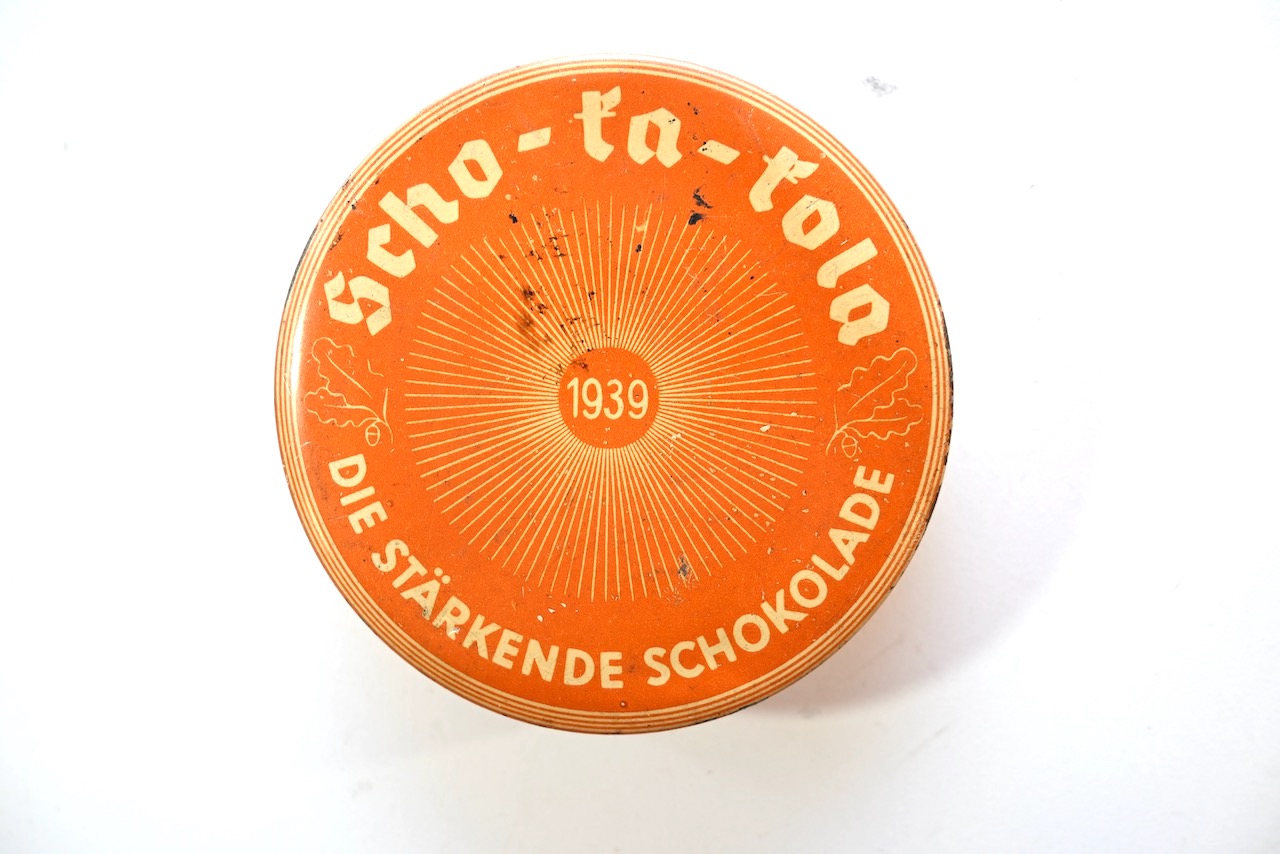 Scho-ka-kola
1939
DIE STÄRKENDE SCHOKOLADE